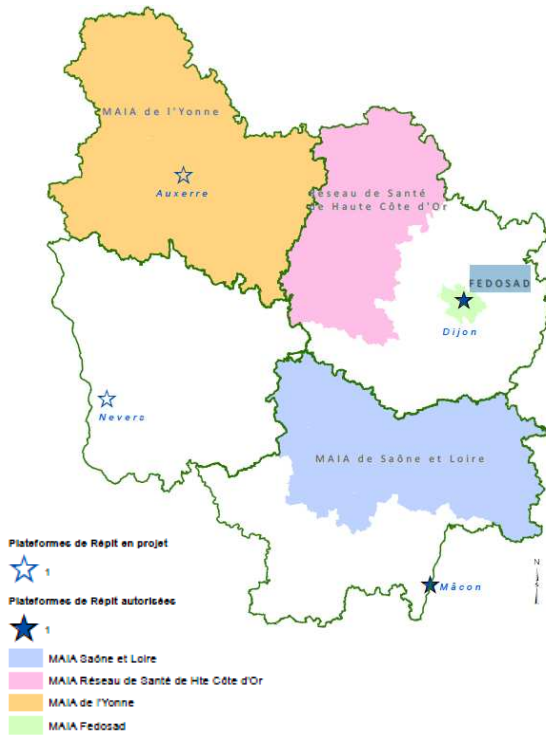 MAIA de l'Yonne
Auxerre
Réseau de Santé
de Haute Côte d'Or
FEDOSAD
Dijon
Nevers
MAIA de Saône et Loire
Mâcon
N
Plateformes de Répit en projet
1
Plateformes de Répit autorisées
1
MAIA Saône et Loire
MAIA Réseau de Santé de Hte Côte d'Or
MAIA de l'Yonne
MAIA Fedosad